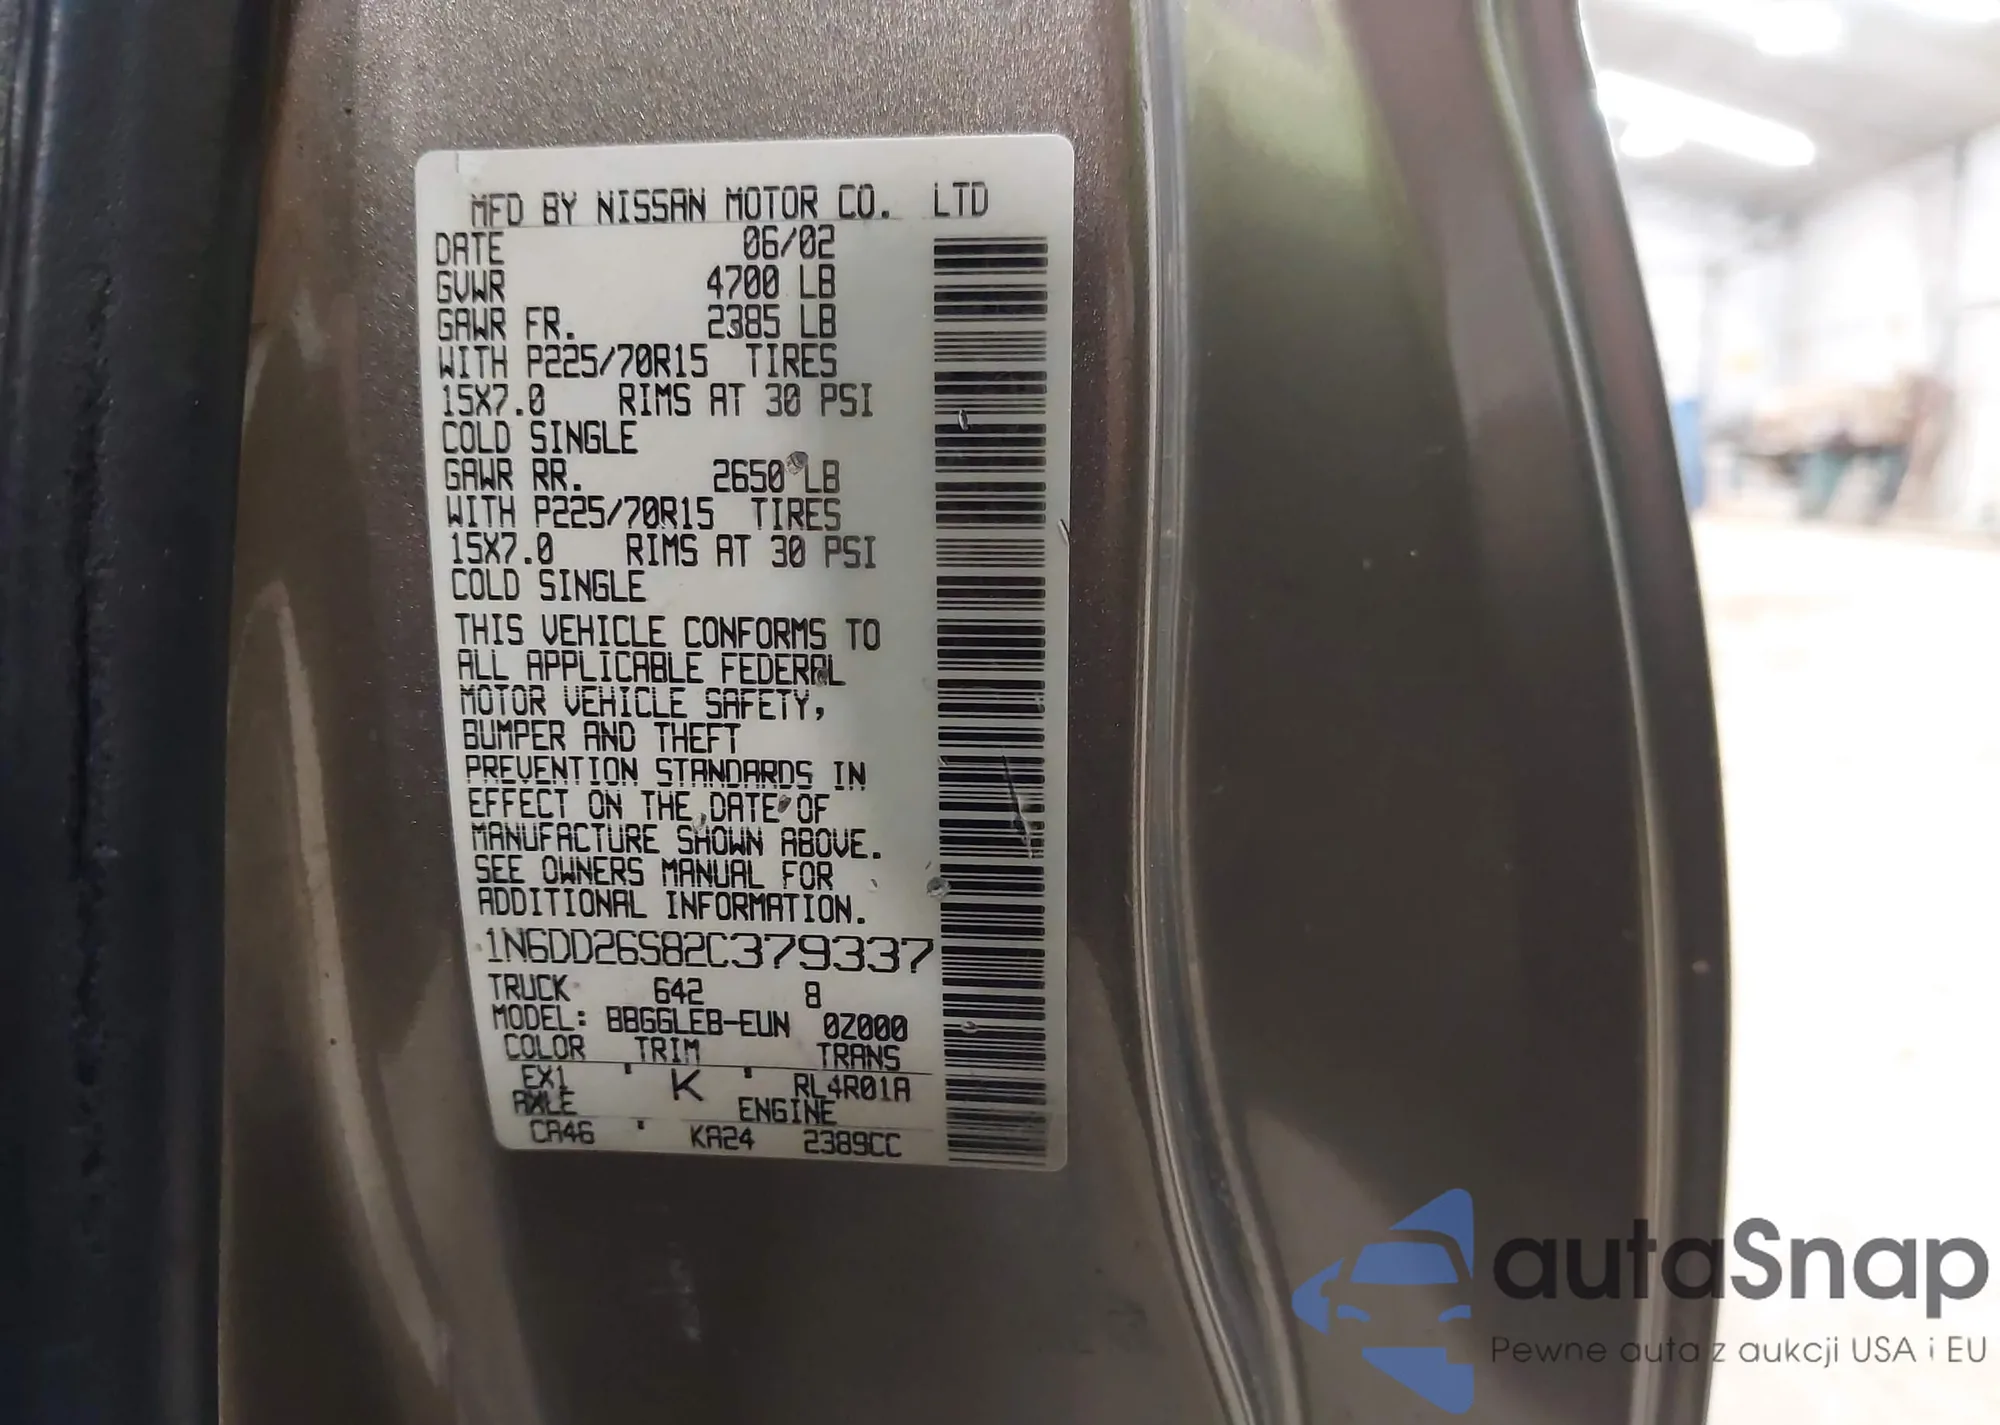 MFD BY NISSAN MOTOR CO. LTD
DATE 06/02
GVWR 4700 LB
GAWR FR. 2385 LB
WITH P225/70R15 TIRES
15X7.0 RIMS AT 30 PSI
COLD SINGLE
GAWR RR. 2650 LB
WITH P225/70R15 TIRES
15X7.0 RIMS AT 30 PSI
COLD SINGLE
THIS VEHICLE CONFORMS TO
ALL APPLICABLE FEDERAL
MOTOR VEHICLE SAFETY,
BUMPER AND THEFT
PREVENTION STANDARDS IN
EFFECT ON THE DATE OF
MANUFACTURE SHOWN ABOVE.
SEE OWNERS MANUAL FOR
ADDITIONAL INFORMATION.
1N6DD26S82C379337
TRUCK 642 8
MODEL: BBGGLEB-EUN 0Z000
COLOR TRIM TRANS
EX1 ' K ' RL4R01A
AXLE ENGINE
CA46 ' KA24 2389CC
autaSnap
Pewne auta z aukcji USA i EU